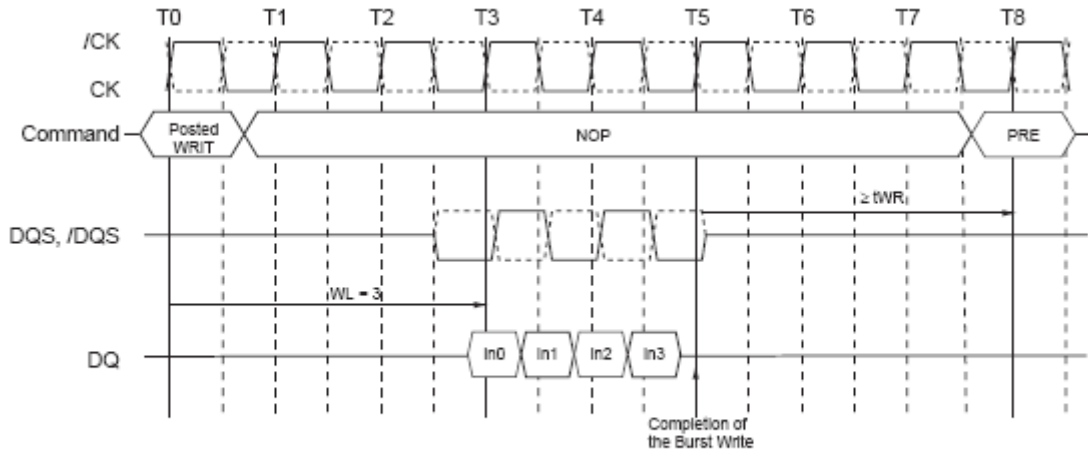 T0 T1 T2 T3 T4 T5 T6 T7 T8
/CK
CK
Command
Posted
WRIT
NOP
PRE
≥ tWR
DQS, /DQS
WL = 3
DQ
In0 In1 In2 In3
Completion of
the Burst Write